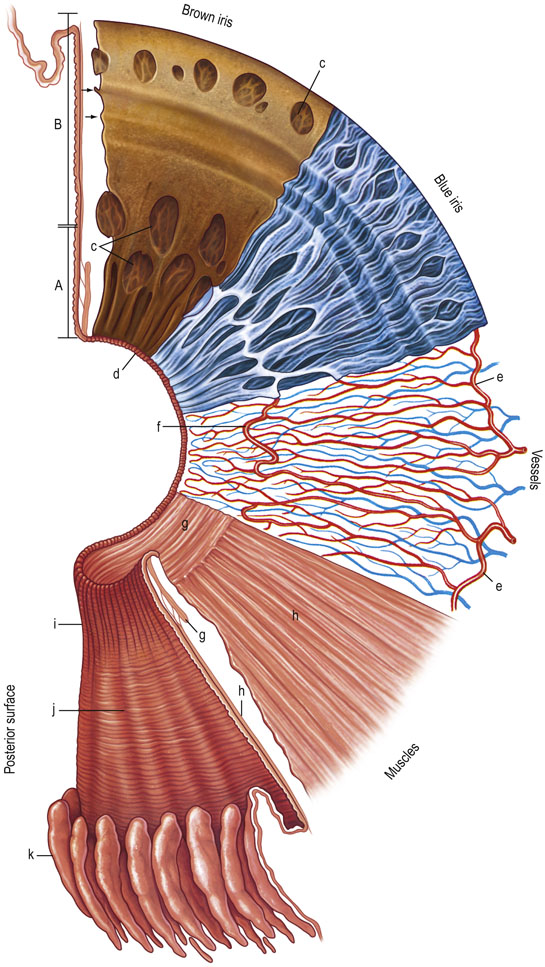 Brown iris
c
B
Blue iris
c
A
d
e
f
Vessels
g
e
h
i
g
h
j
Posterior surface
Muscles
k